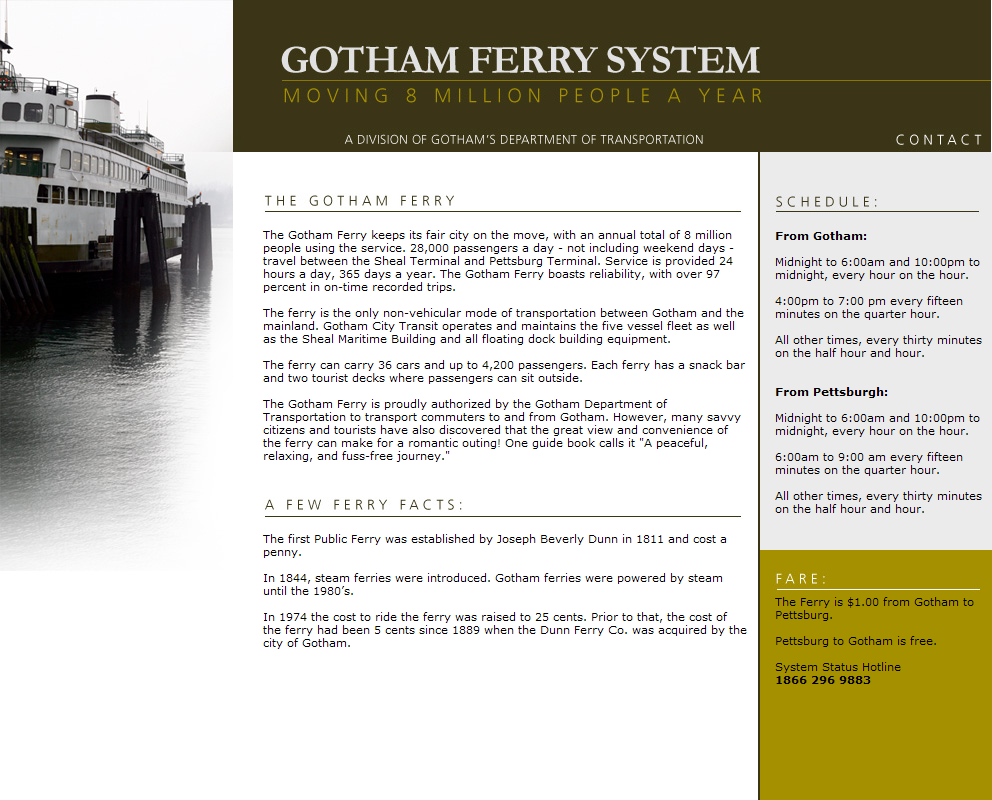 GOTHAM FERRY SYSTEM
MOVING 8 MILLION PEOPLE A YEAR
A DIVISION OF GOTHAM'S DEPARTMENT OF TRANSPORTATION
CONTACT
THE GOTHAM FERRY
The Gotham Ferry keeps its fair city on the move, with an annual total of 8 million
people using the service. 28,000 passengers a day - not including weekend days -
travel between the Sheal Terminal and Pettsburg Terminal. Service is provided 24
hours a day, 365 days a year. The Gotham Ferry boasts reliability, with over 97
percent in on-time recorded trips.
The ferry is the only non-vehicular mode of transportation between Gotham and the
mainland. Gotham City Transit operates and maintains the five vessel fleet as well
as the Sheal Maritime Building and all floating dock building equipment.
The ferry can carry 36 cars and up to 4,200 passengers. Each ferry has a snack bar
and two tourist decks where passengers can sit outside.
The Gotham Ferry is proudly authorized by the Gotham Department of
Transportation to transport commuters to and from Gotham. However, many savvy
citizens and tourists have also discovered that the great view and convenience of
the ferry can make for a romantic outing! One guide book calls it "A peaceful,
relaxing, and fuss-free journey."
A FEW FERRY FACTS:
The first Public Ferry was established by Joseph Beverly Dunn in 1811 and cost a
penny.
In 1844, steam ferries were introduced. Gotham ferries were powered by steam
until the 1980's.
In 1974 the cost to ride the ferry was raised to 25 cents. Prior to that, the cost of
the ferry had been 5 cents since 1889 when the Dunn Ferry Co. was acquired by the
city of Gotham.
SCHEDULE:
From Gotham:
Midnight to 6:00am and 10:00pm to
midnight, every hour on the hour.
4:00pm to 7:00 pm every fifteen
minutes on the quarter hour.
All other times, every thirty minutes
on the half hour and hour.
From Pettsburgh:
Midnight to 6:00am and 10:00pm to
midnight, every hour on the hour.
6:00am to 9:00 am every fifteen
minutes on the quarter hour.
All other times, every thirty minutes
on the half hour and hour.
FARE:
The Ferry is $1.00 from Gotham to
Pettsburg.
Pettsburg to Gotham is free.
System Status Hotline
1866 296 9883